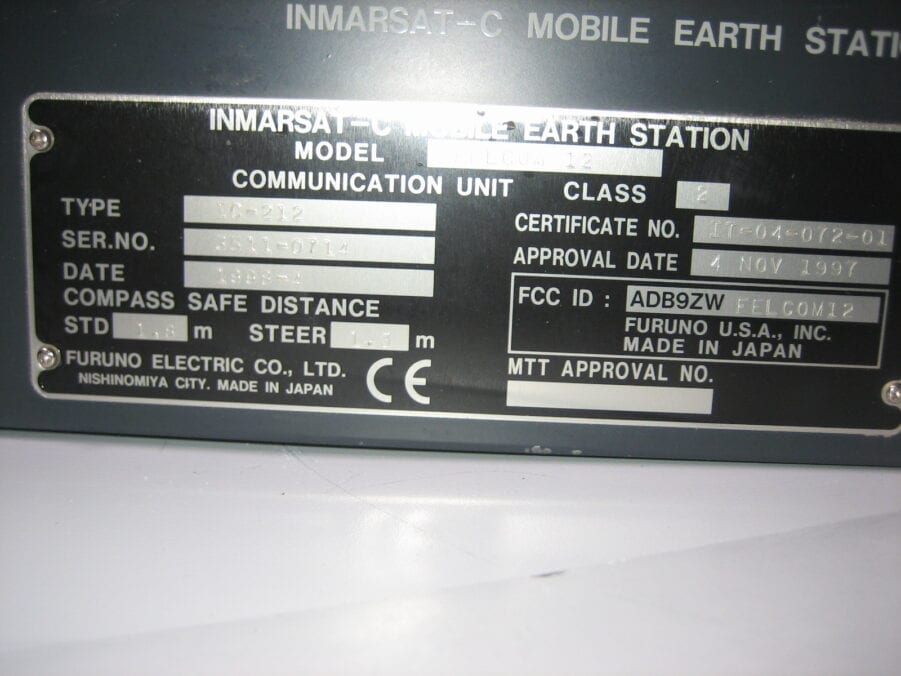 INMARSAT-C MOBILE EARTH
INMARSAT-C MOBILE EARTH STATION
MODEL FELCOM 12
COMMUNICATION UNIT CLASS 2
TYPE IC-212
SER.NO. 3511-0714
DATE
COMPASS SAFE DISTANCE
STD m STEER m
FURUNO ELECTRIC CO., LTD.
NISHINOMIYA CITY. MADE IN JAPAN
CE
CERTIFICATE NO. IT-04-072-01
APPROVAL DATE 4 NOV 1997
FCC ID : ADB9ZW FELCOM12
FURUNO U.S.A., INC.
MADE IN JAPAN
MTT APPROVAL NO.